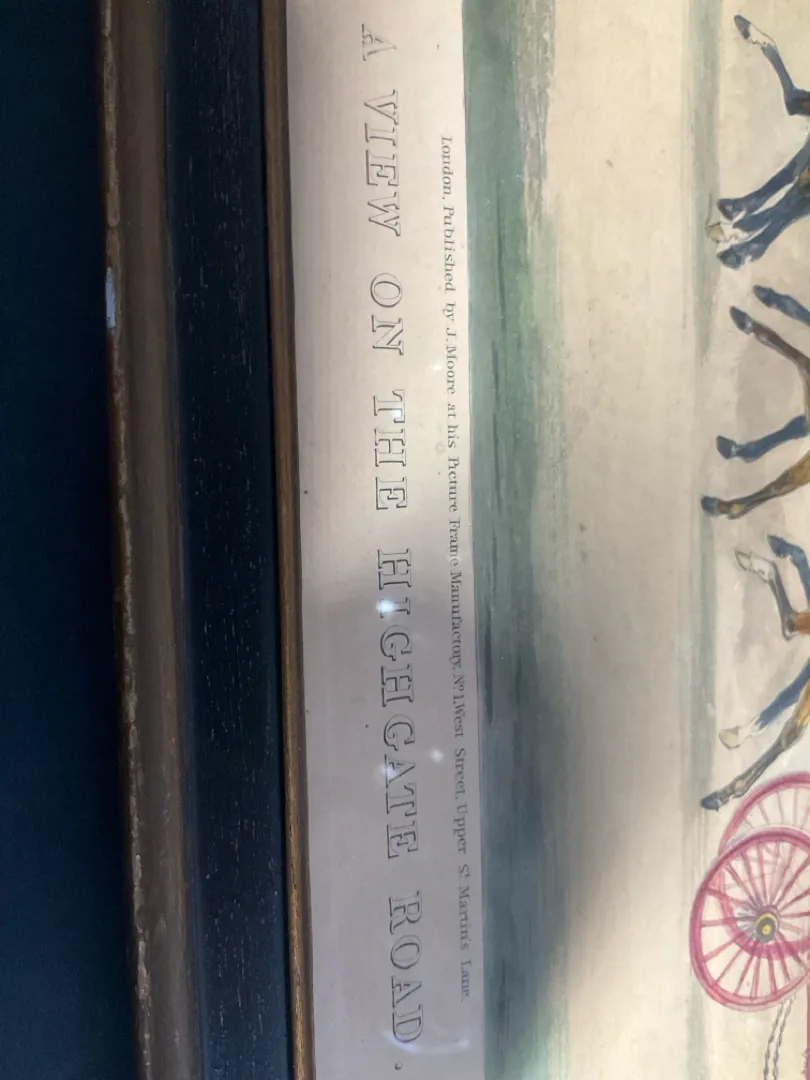 London, Published by J. Moore at his Picture Frame Manufactory, No. 1, West Street, Upper St. Martin's Lane
A VIEW ON THE HIGHGATE ROAD.